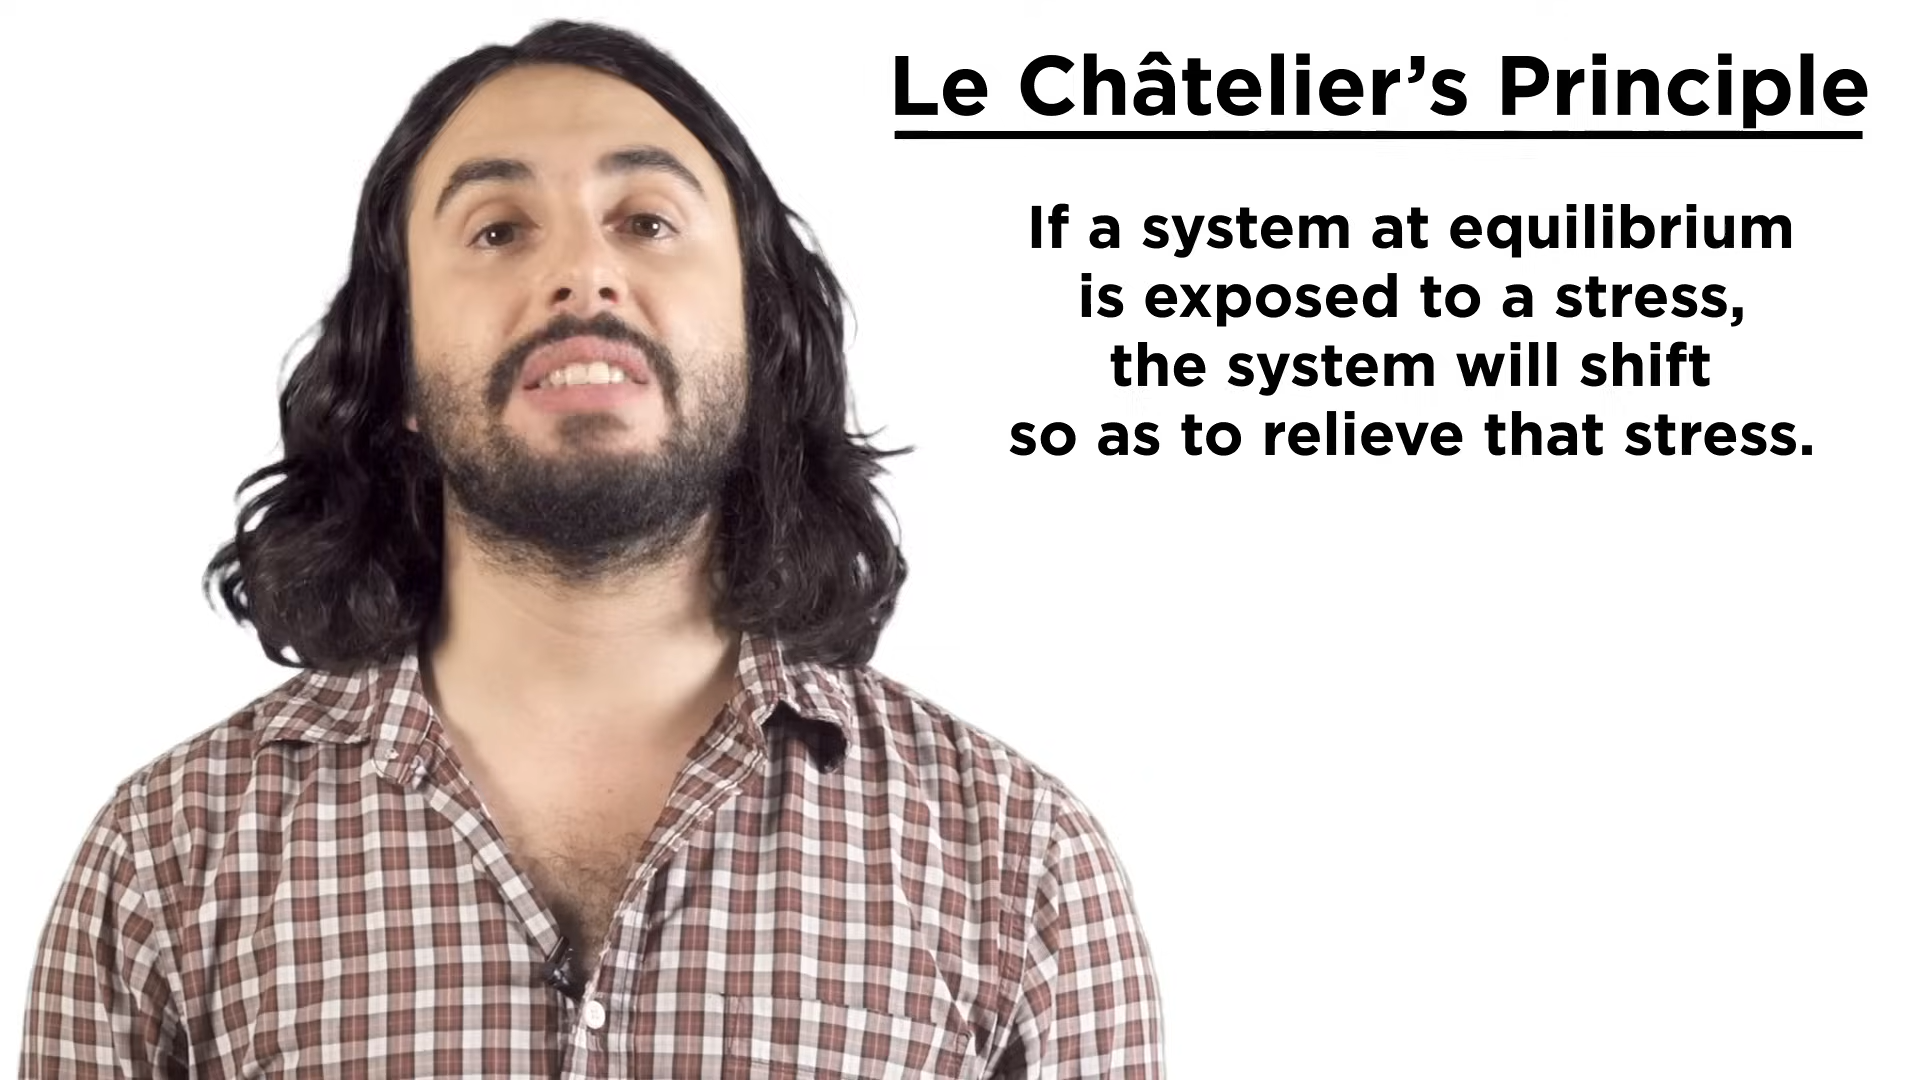 Le Châtelier’s Principle
If a system at equilibrium
is exposed to a stress,
the system will shift
so as to relieve that stress.